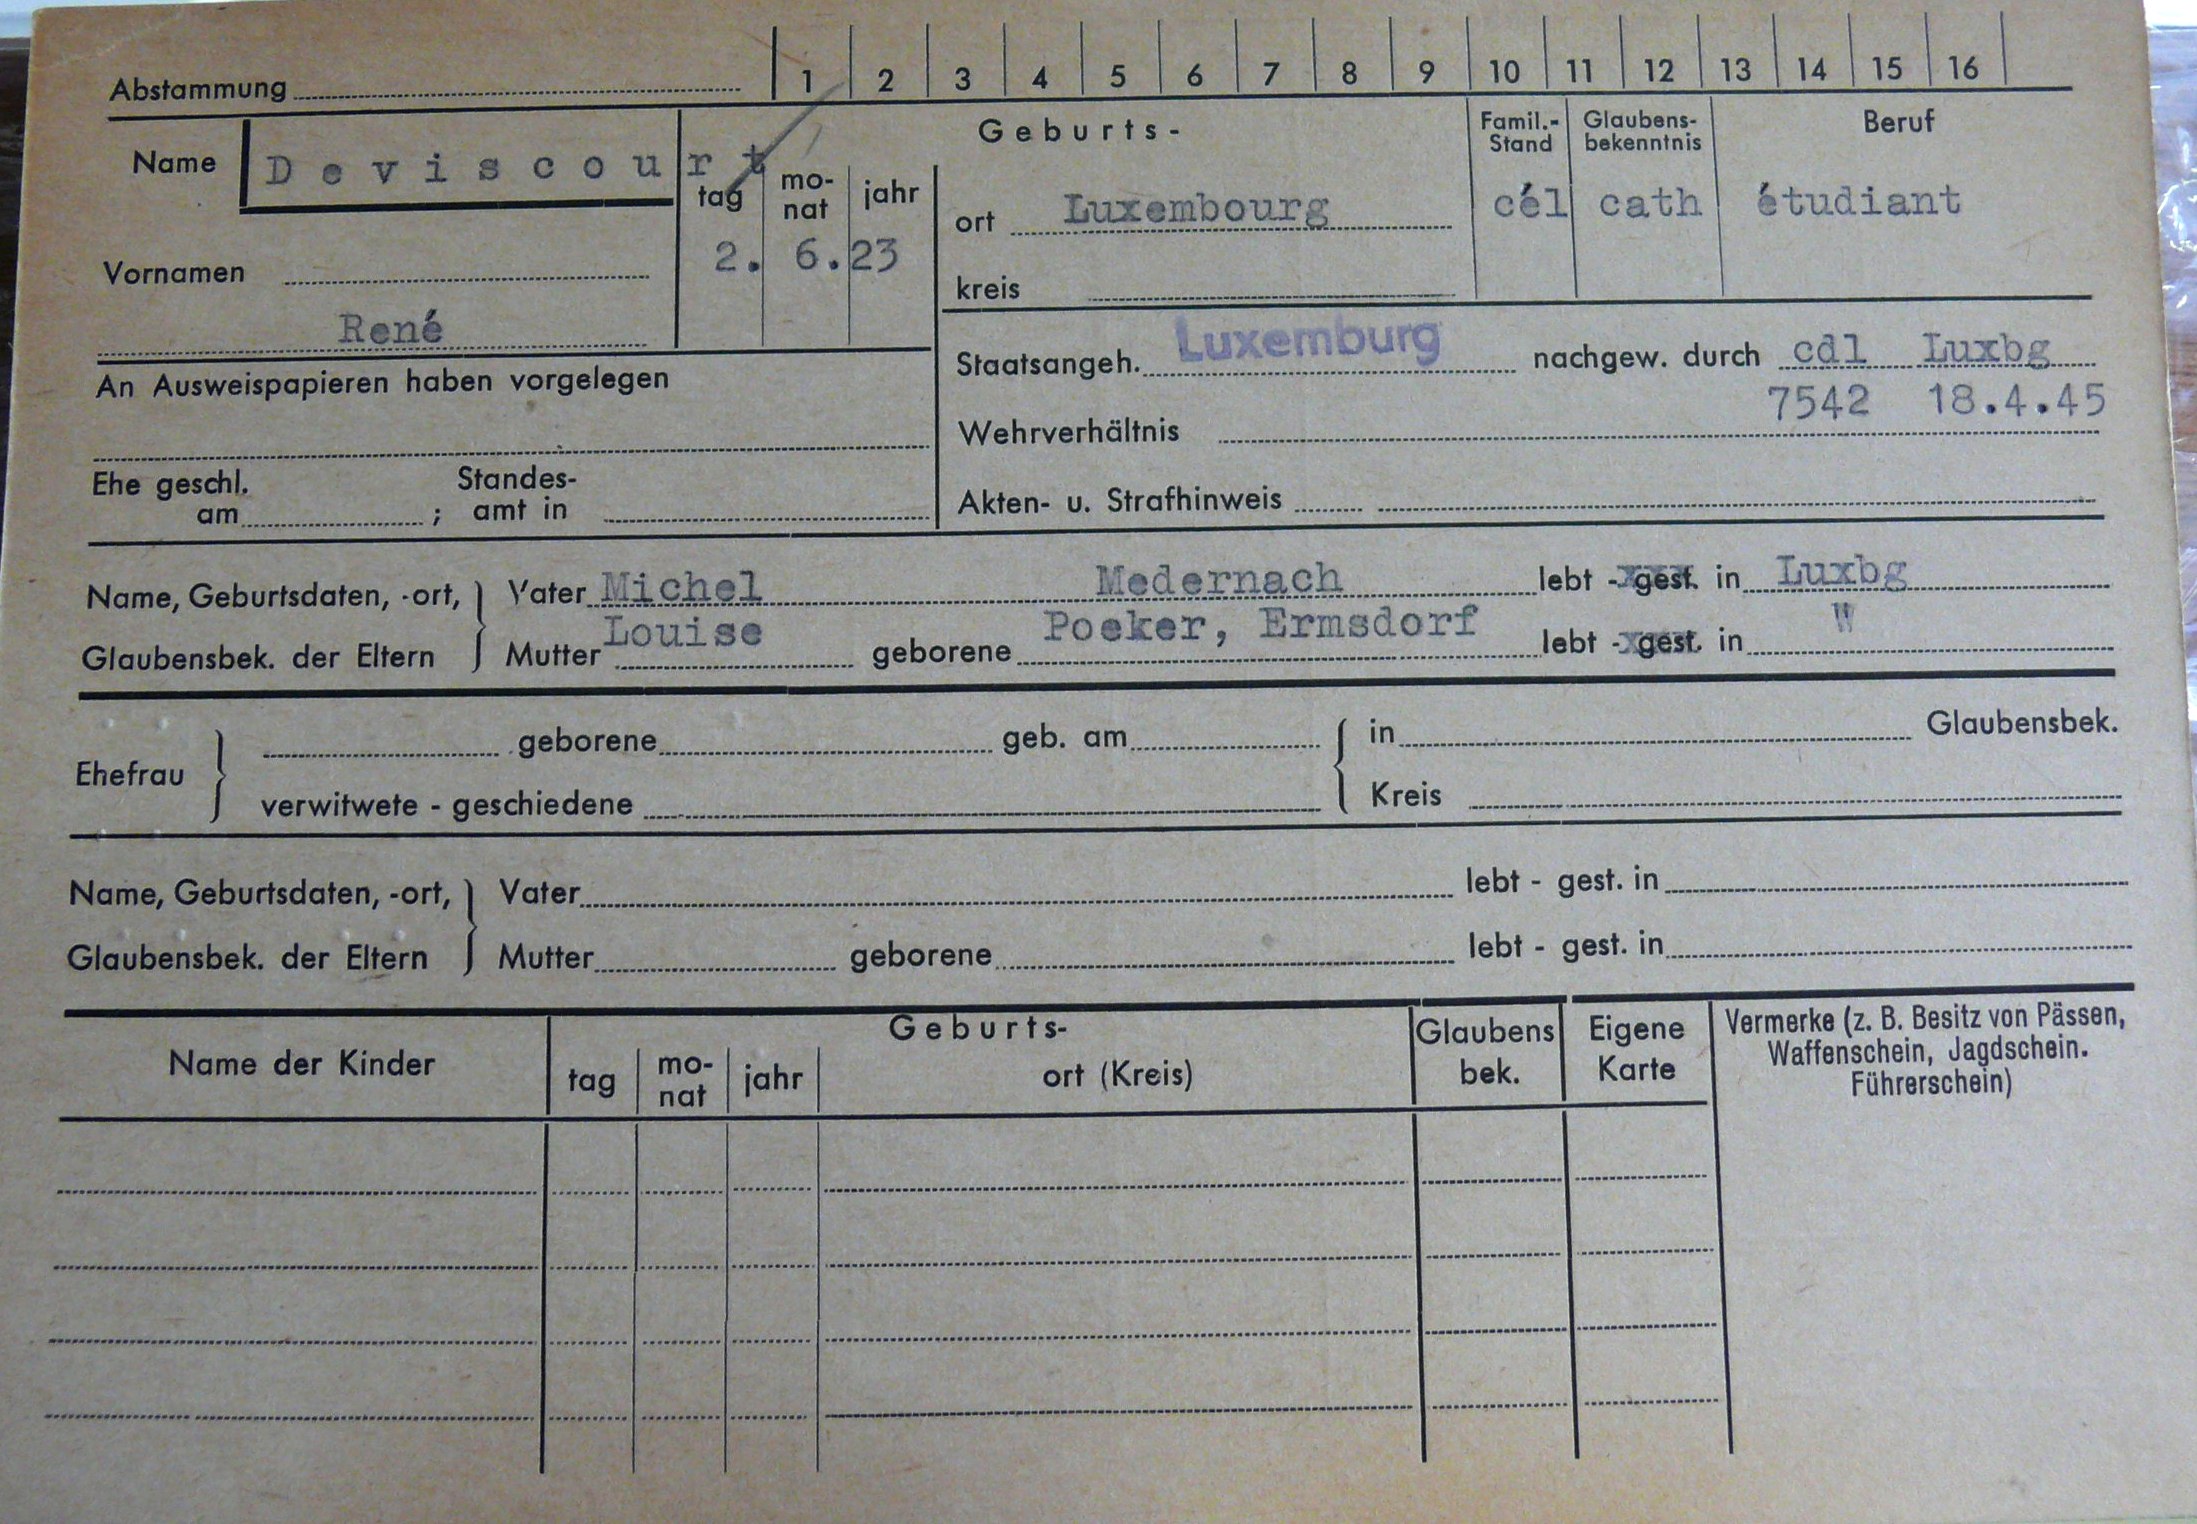 Abstammung 1 2 3 4 5 6 7 8 9 10 11 12 13 14 15 16
Name Deviscourt
Geburts-
Famil.-Stand Glaubens-bekenntnis Beruf
tag mo-nat jahr
ort Luxembourg cél cath étudiant
Vornamen 2. 6. 23
kreis
René
Staatsangeh. Luxemburg nachgew. durch cdl Luxbg
An Ausweispapieren haben vorgelegen
7542 18.4.45
Wehrverhältnis
Ehe geschl. Standes-
am ; amt in
Akten- u. Strafhinweis
Name, Geburtsdaten, -ort, Vater Michel Medernach lebt - gest. in Luxbg
Glaubensbek. der Eltern Mutter Louise geborene Poeker, Ermsdorf lebt - gest. in "
geborene geb. am in Glaubensbek.
Ehefrau
verwitwete - geschiedene Kreis
Name, Geburtsdaten, -ort, Vater lebt - gest. in
Glaubensbek. der Eltern Mutter geborene lebt - gest. in
Name der Kinder
Geburts-
tag mo-nat jahr ort (Kreis)
Glaubens bek.
Eigene Karte
Vermerke (z. B. Besitz von Pässen,
Waffenschein, Jagdschein.
Führerschein)